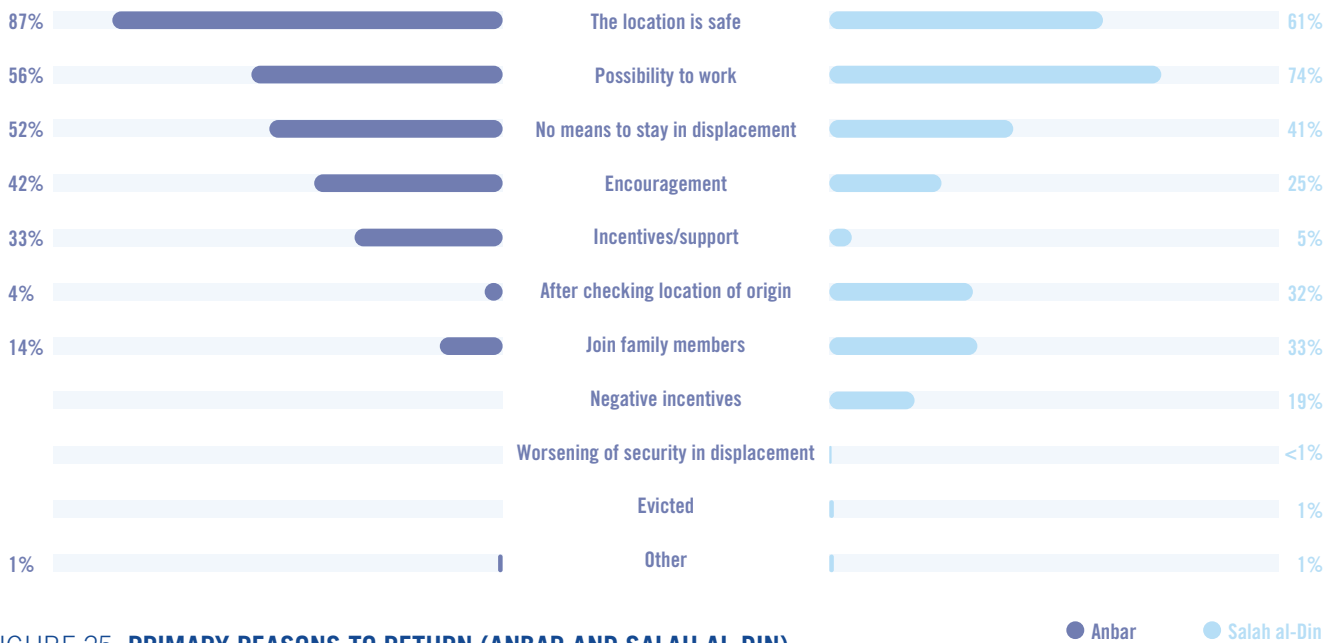 87% The location is safe 61%
56% Possibility to work 74%
52% No means to stay in displacement 41%
42% Encouragement 25%
33% Incentives/support 5%
4% After checking location of origin 32%
14% Join family members 33%
Negative incentives 19%
Worsening of security in displacement <1%
Evicted 1%
1% Other 1%
Anbar Salah al-Din
PRIMARY REASONS TO RETURN (ANBAR AND SALAH AL-DIN)